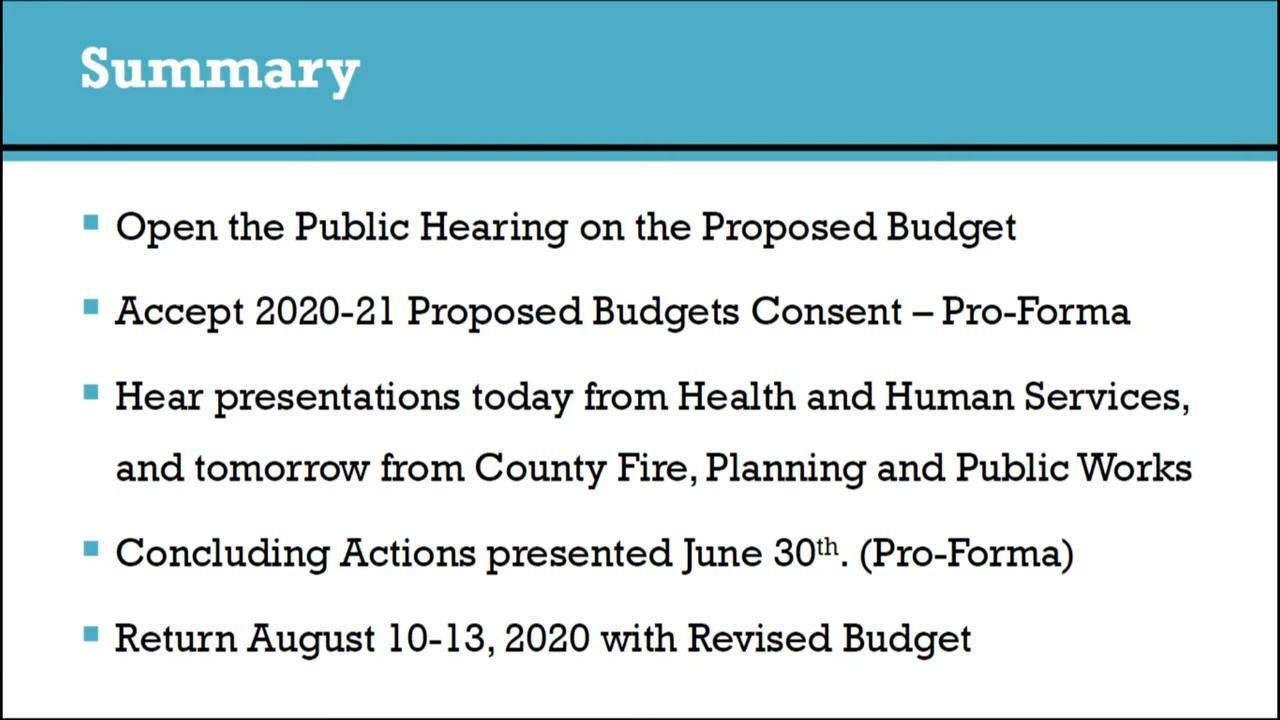 Summary
Open the Public Hearing on the Proposed Budget
Accept 2020-21 Proposed Budgets Consent – Pro-Forma
Hear presentations today from Health and Human Services,
and tomorrow from County Fire, Planning and Public Works
Concluding Actions presented June 30th. (Pro-Forma)
Return August 10-13, 2020 with Revised Budget